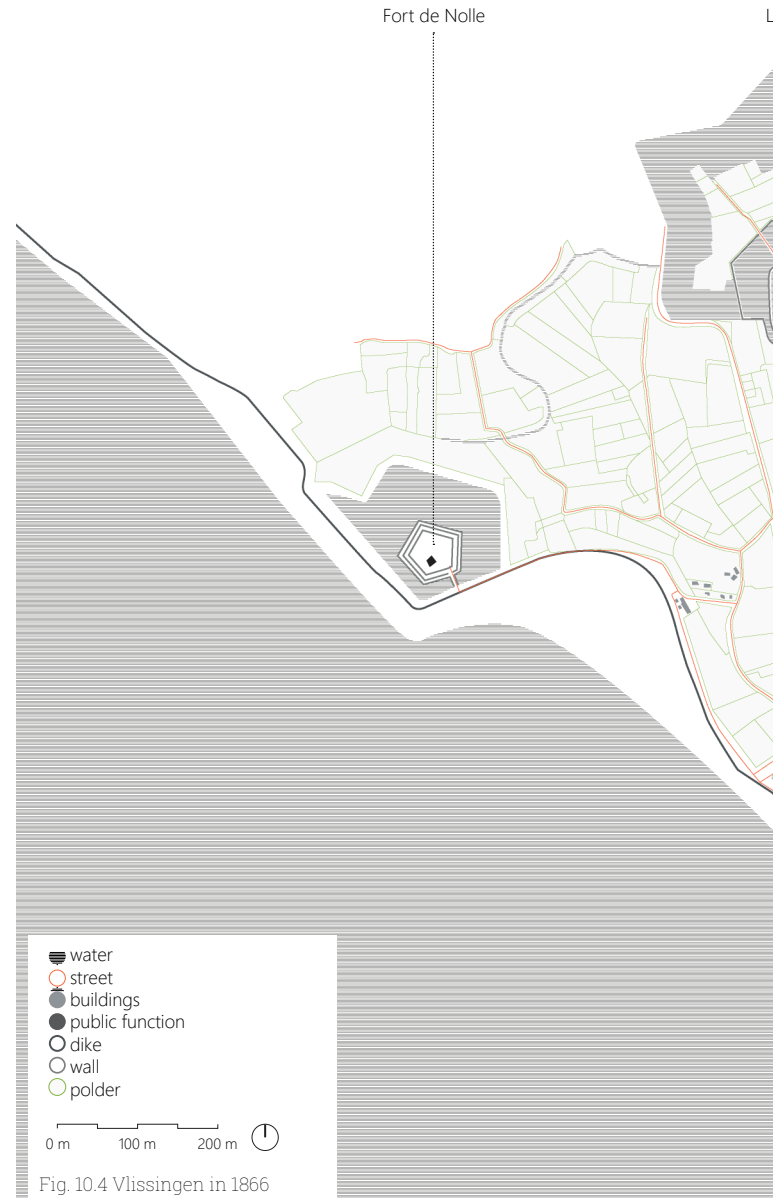 Fort de Nolle
L
water
street
buildings
public function
dike
wall
polder
0 m 100 m 200 m
Fig. 10.4 Vlissingen in 1866